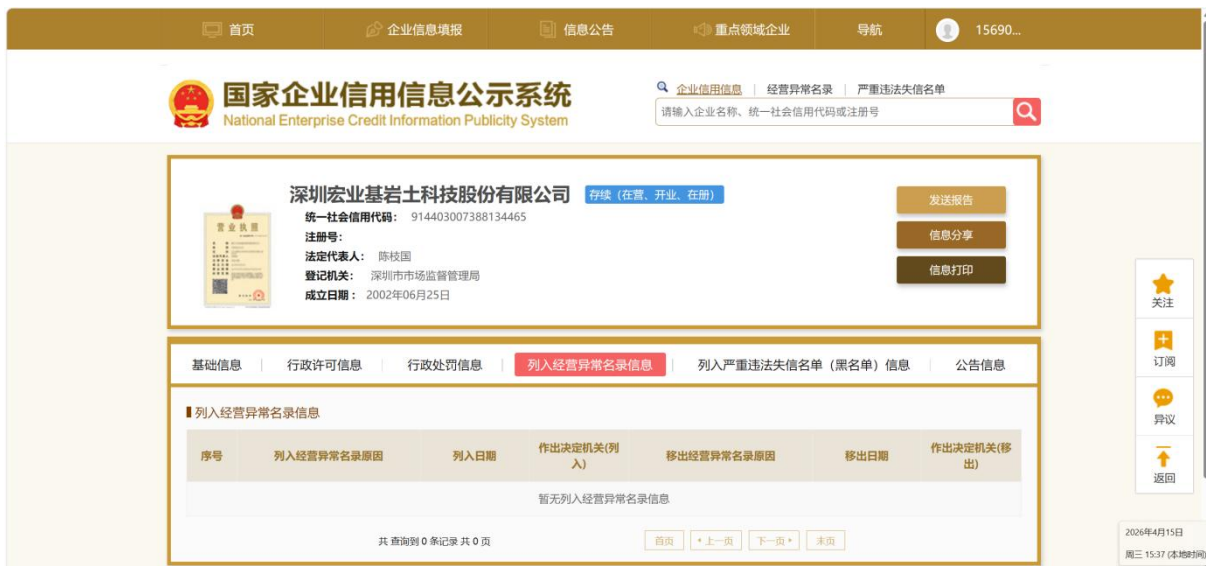 首页 企业信息填报 信息公告 重点领域企业 导航 15690...
国家企业信用信息公示系统
National Enterprise Credit Information Publicity System
企业信用信息 | 经营异常名录 | 严重违法失信名单
请输入企业名称、统一社会信用代码或注册号
深圳宏业基岩土科技股份有限公司 存续（在营、开业、在册）
统一社会信用代码： 914403007388134465
注册号：
法定代表人： 陈枝国
登记机关： 深圳市市场监督管理局
成立日期： 2002年06月25日
营业执照
发送报告
信息分享
信息打印
基础信息 | 行政许可信息 | 行政处罚信息 | 列入经营异常名录信息 | 列入严重违法失信名单（黑名单）信息 | 公告信息
列入经营异常名录信息
序号 列入经营异常名录原因 列入日期 作出决定机关(列入) 移出经营异常名录原因 移出日期 作出决定机关(移出)
暂无列入经营异常名录信息
共 查询到 0 条记录 共 0 页
首页 上一页 下一页 末页
关注
订阅
异议
返回
2026年4月15日
周三 15:37 (本地时间)